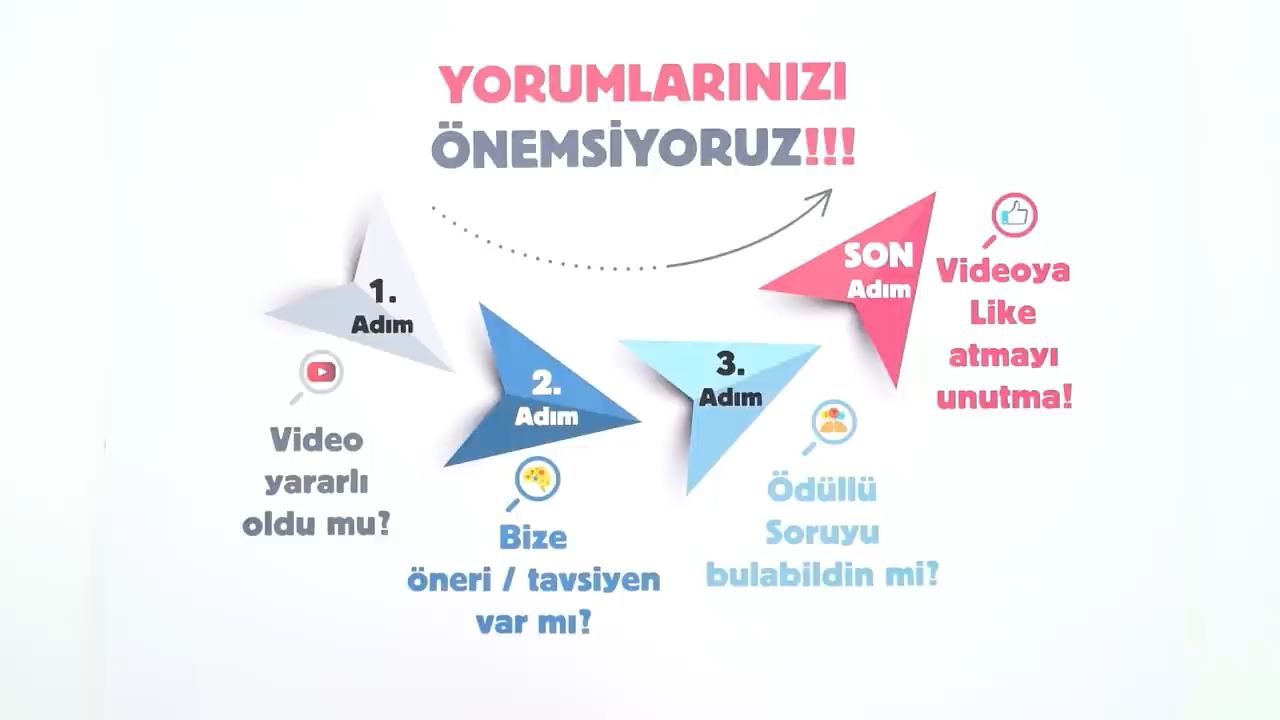 YORUMLARINIZI
ÖNEMSİYORUZ!!!
1.
Adım
Video
yararlı
oldu mu?
2.
Adım
Bize
öneri / tavsiyen
var mı?
3.
Adım
Ödüllü
Soruyu
bulabildin mi?
SON
Adım
Videoya
Like
atmayı
unutma!